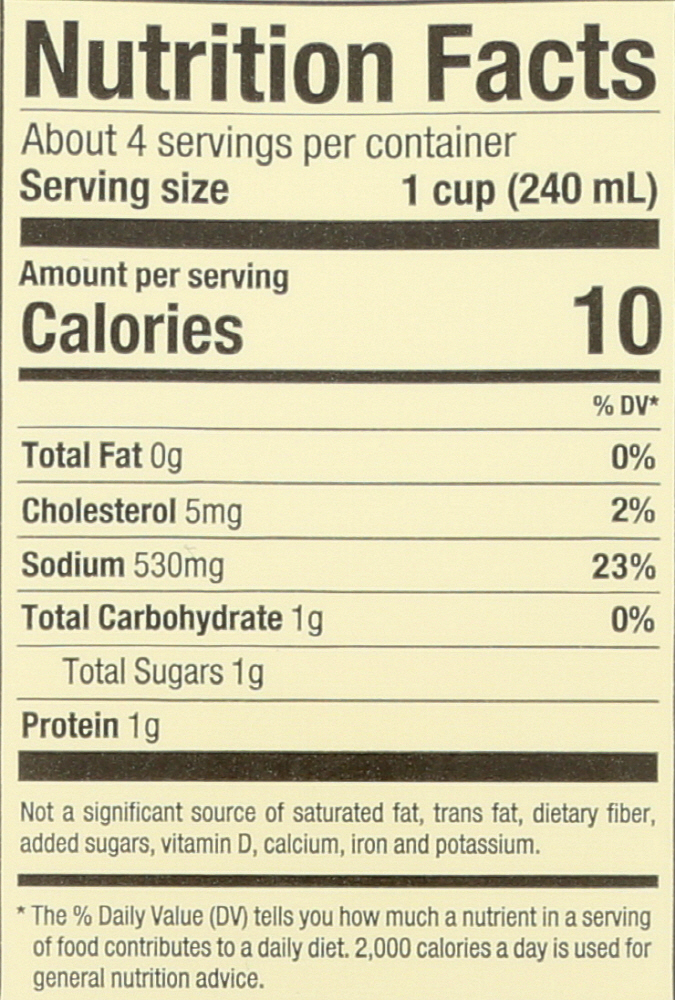 Nutrition Facts
About 4 servings per container
Serving size 1 cup (240 mL)
Amount per serving
Calories 10
% DV*
Total Fat 0g 0%
Cholesterol 5mg 2%
Sodium 530mg 23%
Total Carbohydrate 1g 0%
Total Sugars 1g
Protein 1g
Not a significant source of saturated fat, trans fat, dietary fiber,
added sugars, vitamin D, calcium, iron and potassium.
* The % Daily Value (DV) tells you how much a nutrient in a serving
of food contributes to a daily diet. 2,000 calories a day is used for
general nutrition advice.